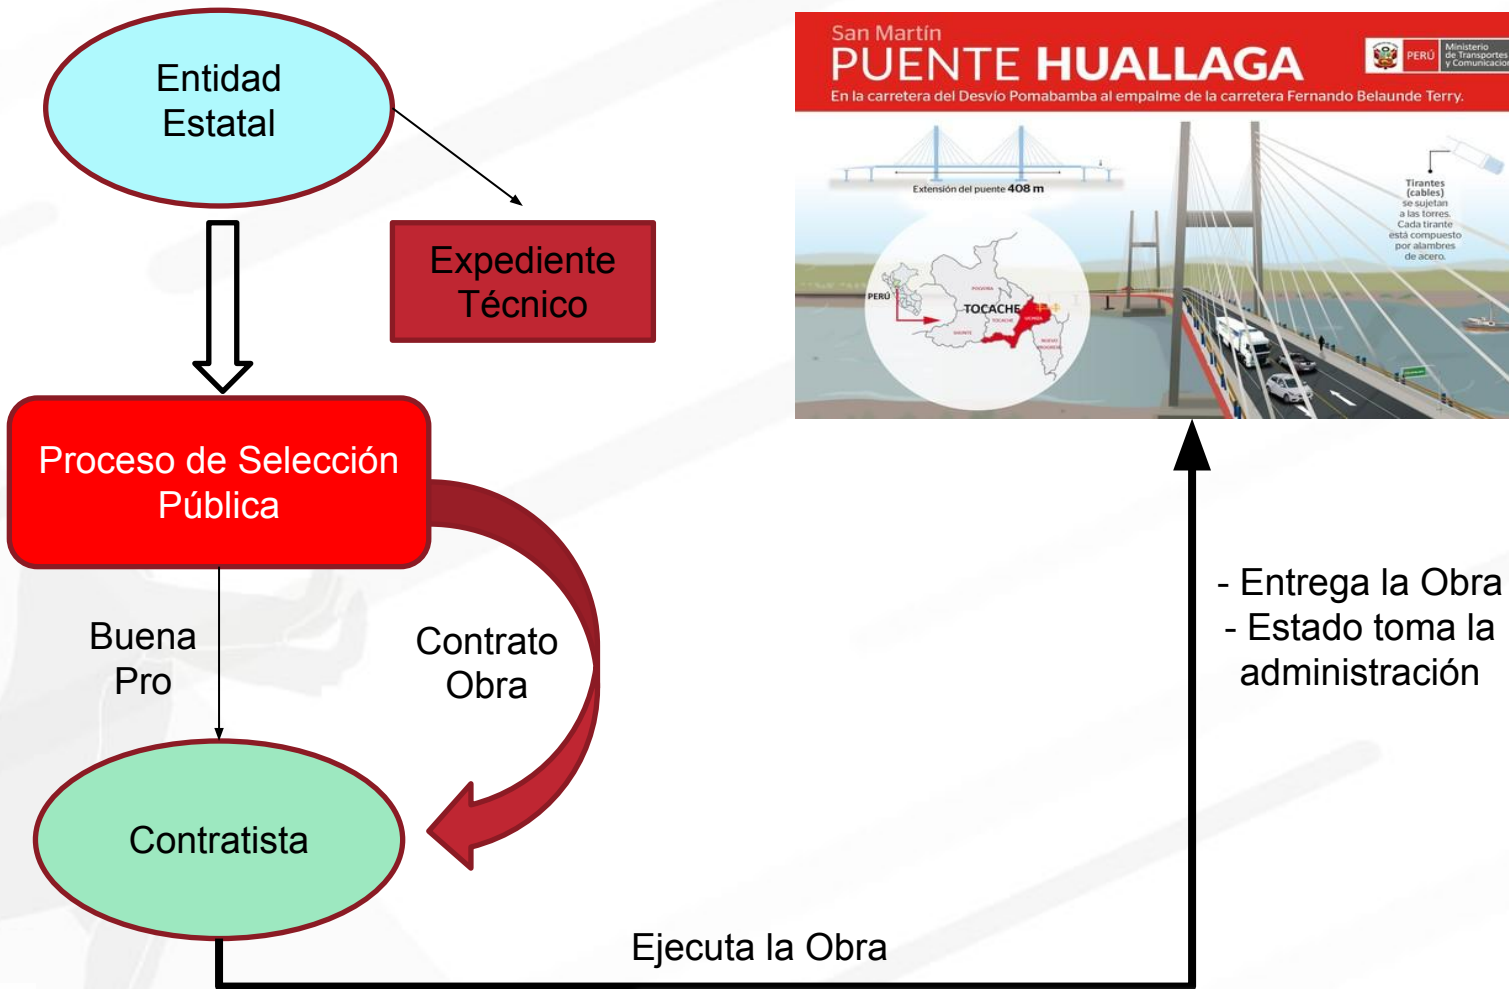 Entidad
Estatal
Expediente
Técnico
Proceso de Selección
Pública
Buena
Pro
Contrato
Obra
Contratista
Ejecuta la Obra
- Entrega la Obra
- Estado toma la
administración
San Martín
PUENTE HUALLAGA
En la carretera del Desvío Pomabamba al empalme de la carretera Fernando Belaunde Terry.
PERÚ
Ministerio
de Transportes
y Comunicacion
Extensión del puente 408 m
Tirantes
(cables)
se sujetan
a las torres.
Cada tirante
está compuesto
por alambres
de acero.
PERÚ
TOCACHE
TOCACHE